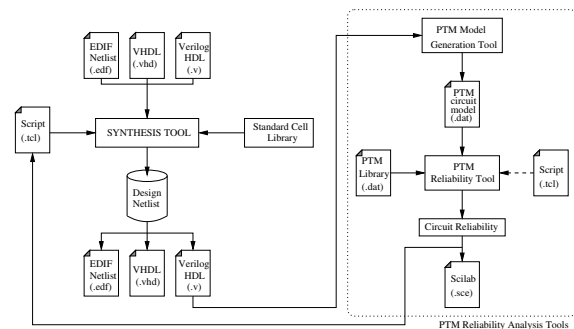 EDIF
Netlist
(.edf)
VHDL
(.vhd)
Verilog
HDL
(.v)
Script
(.tcl)
SYNTHESIS TOOL
Standard Cell
Library
Design
Netlist
EDIF
Netlist
(.edf)
VHDL
(.vhd)
Verilog
HDL
(.v)
PTM Model
Generation Tool
PTM
circuit
model
(.dat)
PTM
Library
(.dat)
PTM
Reliability Tool
Script
(.tcl)
Circuit Reliability
Scilab
(.sce)
PTM Reliability Analysis Tools